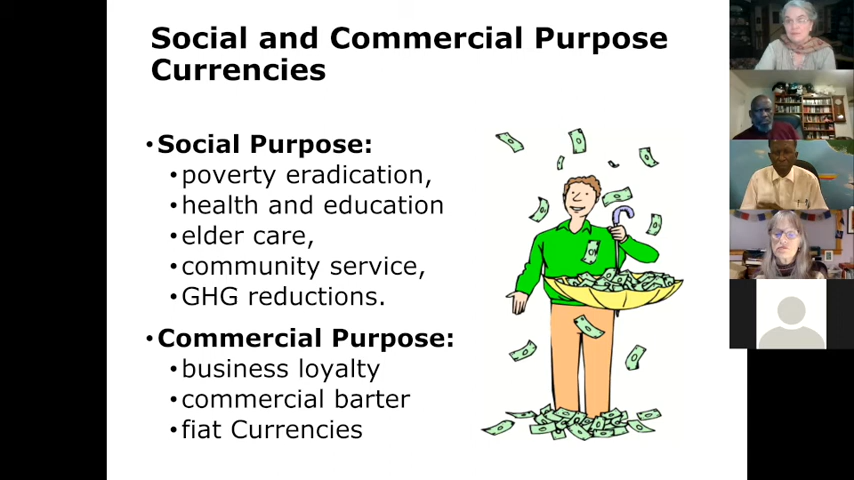 Social and Commercial Purpose
Currencies
•Social Purpose:
•poverty eradication,
•health and education
•elder care,
•community service,
•GHG reductions.
•Commercial Purpose:
•business loyalty
•commercial barter
•fiat Currencies